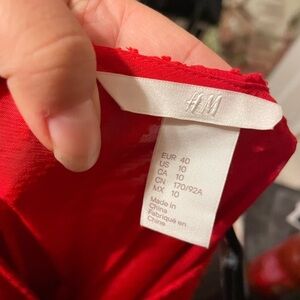 H&M
EUR 40
US 10
CA 10
CN 170/92A
MX 10
Made in
China
Fabriqué en
Chine